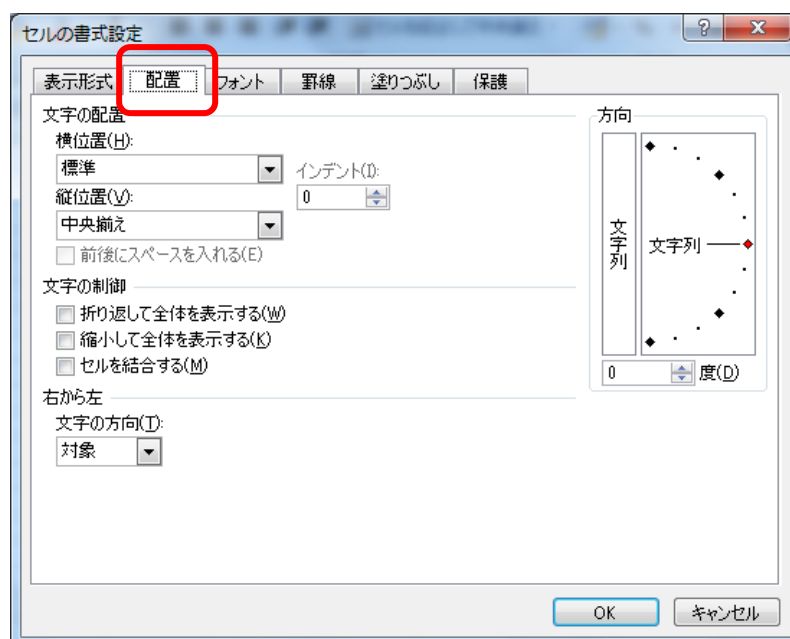 セルの書式設定
表示形式 配置 フォント 罫線 塗りつぶし 保護
文字の配置
横位置(H):
標準
インデント(I):
0
縦位置(V):
中央揃え
前後にスペースを入れる(E)
文字の制御
折り返して全体を表示する(W)
縮小して全体を表示する(K)
セルを結合する(M)
右から左
文字の方向(T):
対象
方向
文字列
文字列
0 度(D)
OK キャンセル